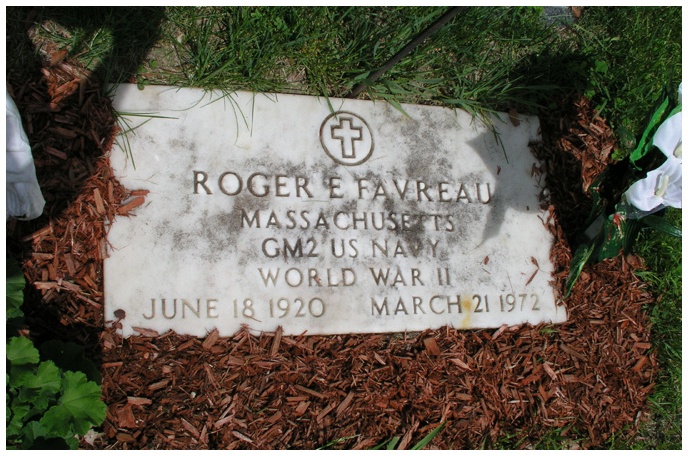 ROGER E FAVREAU
MASSACHUSETTS
GM2 US NAVY
WORLD WAR II
JUNE 18 1920 MARCH 21 1972